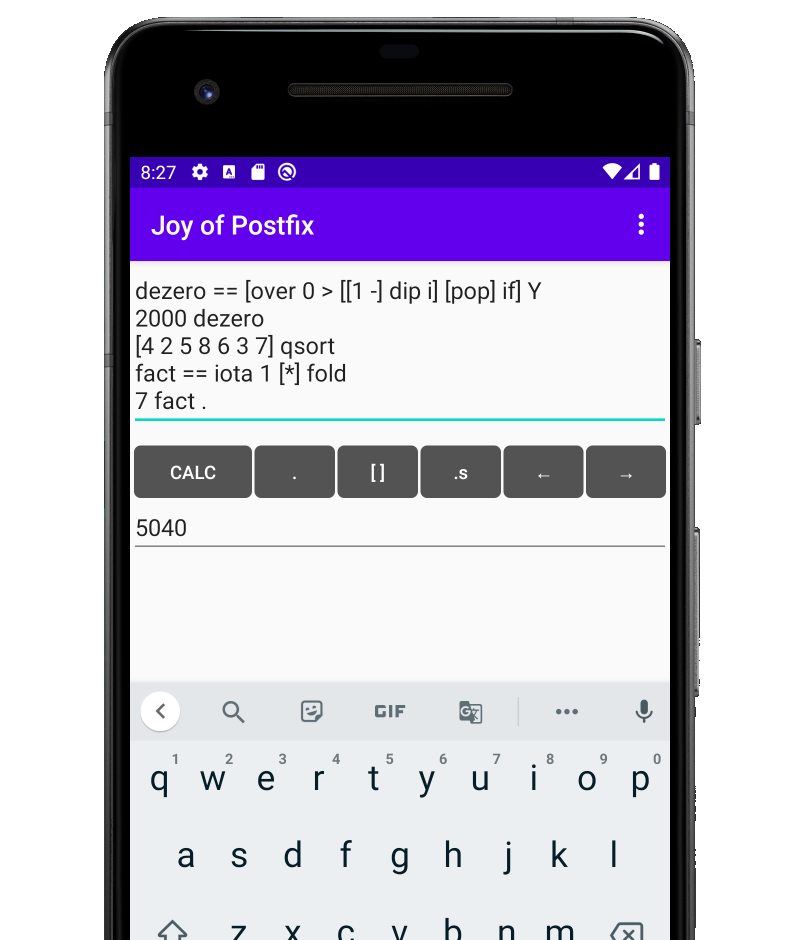 8:27
Joy of Postfix
dezero == [over 0 > [[1 -] dip i] [pop] if] Y
2000 dezero
[4 2 5 8 6 3 7] qsort
fact == iota 1 [*] fold
7 fact .
CALC . [ ] .s ← →
5040
GIF
1 2 3 4 5 6 7 8 9 0
q w e r t y u i o p
a s d f g h j k l
z x c v b n m